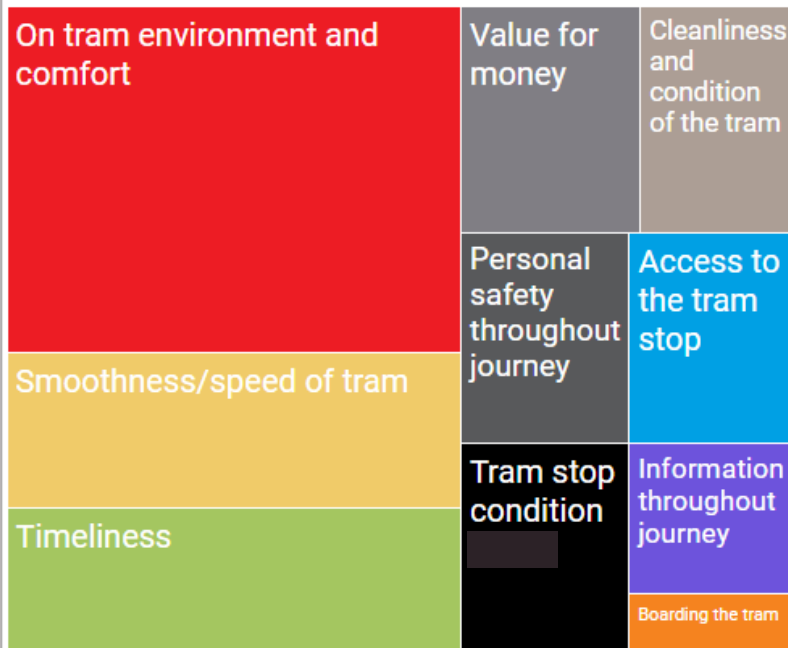 On tram environment and
comfort
Value for
money
Cleanliness
and
condition
of the tram
Personal
safety
throughout
journey
Access to
the tram
stop
Smoothness/speed of tram
Tram stop
condition
Information
throughout
journey
Timeliness
Boarding the tram